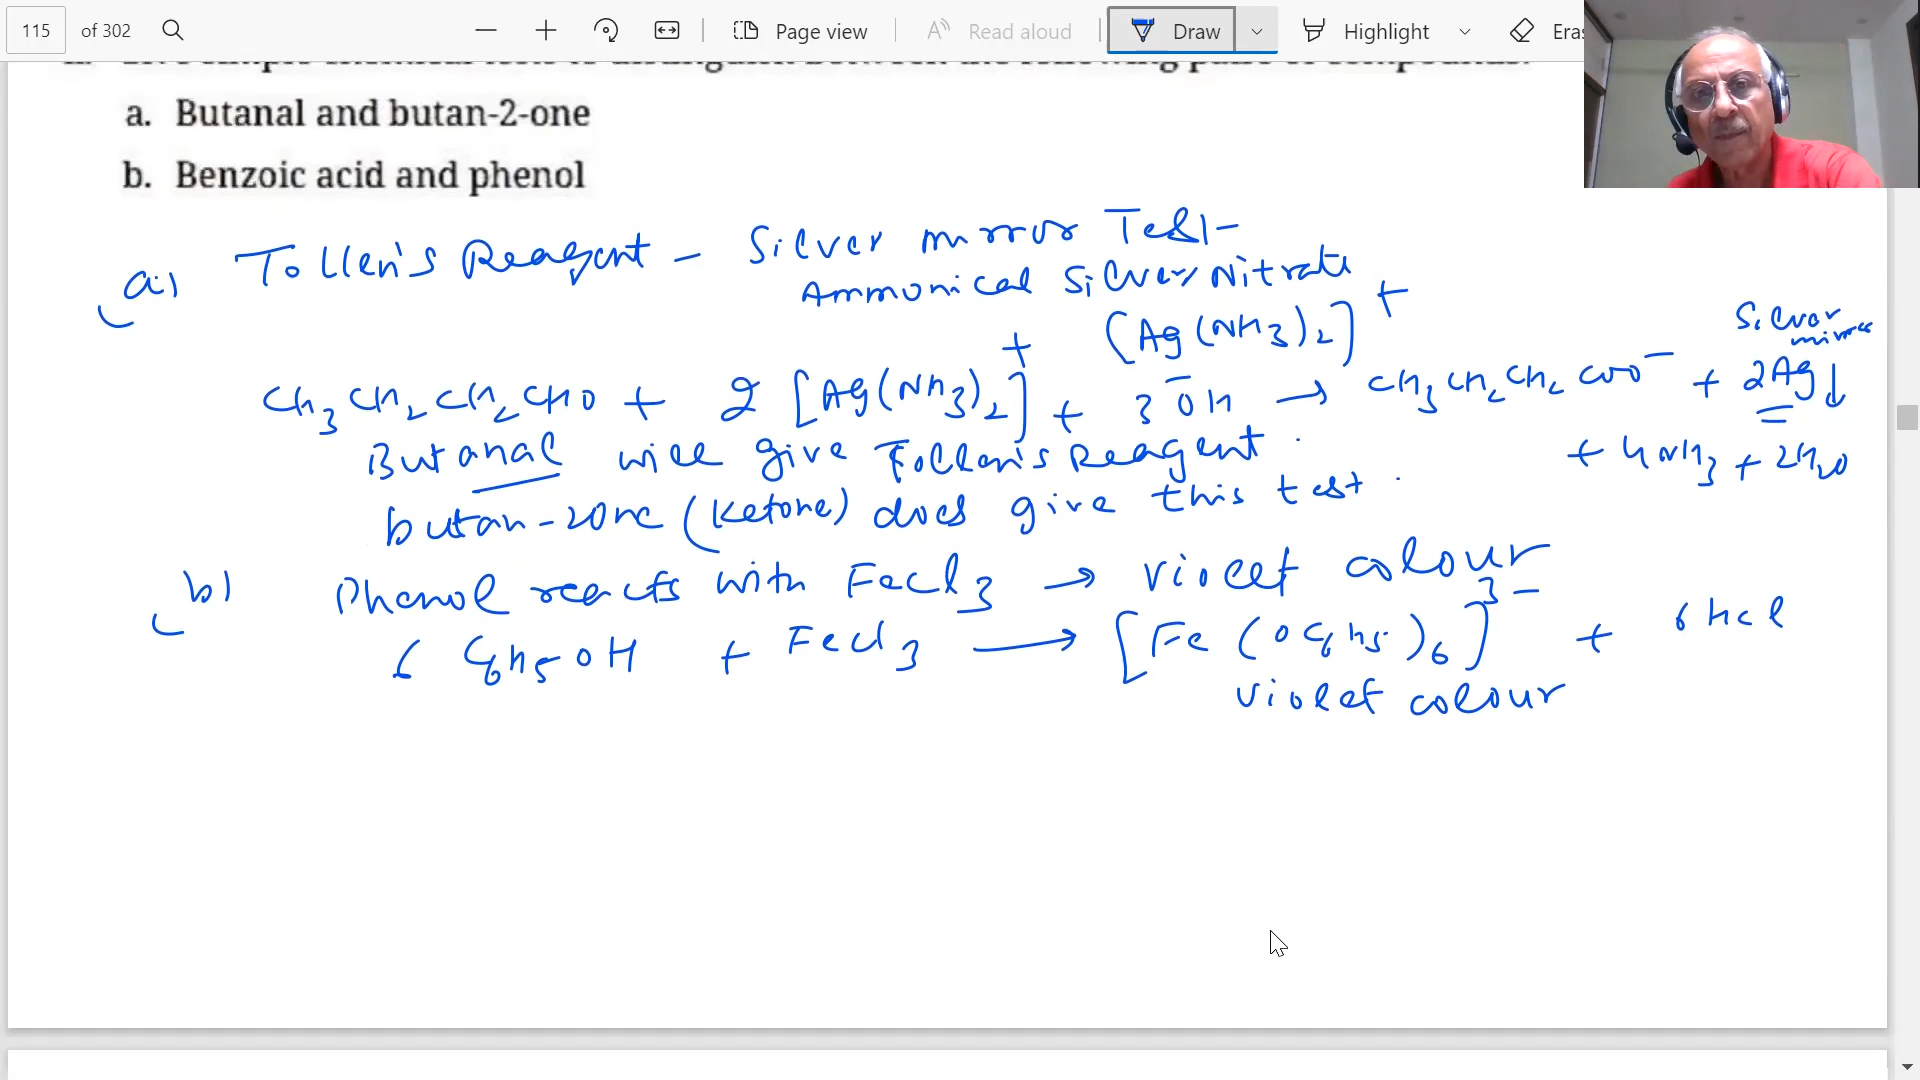 115 of 302 Page view Read aloud Draw Highlight Eras
a. Butanal and butan-2-one
b. Benzoic acid and phenol
a) Tollen's Reagent - Silver mirror Test
Ammonical Silver Nitrate
[Ag(NH3)2]+
Silver mirror
CH3CH2CH2CHO + 2[Ag(NH3)2]+ + 3ŌH → CH3CH2CH2COO⁻ + 2Ag↓
+ 4NH3 + 2H2O
Butanal will give Tollen's Reagent.
butan-2one (Ketone) does give this test.
b) Phenol reacts with FeCl3 → violet colour
6 C6H5OH + FeCl3 → [Fe(OC6H5)6]3- + 6HCl
violet colour